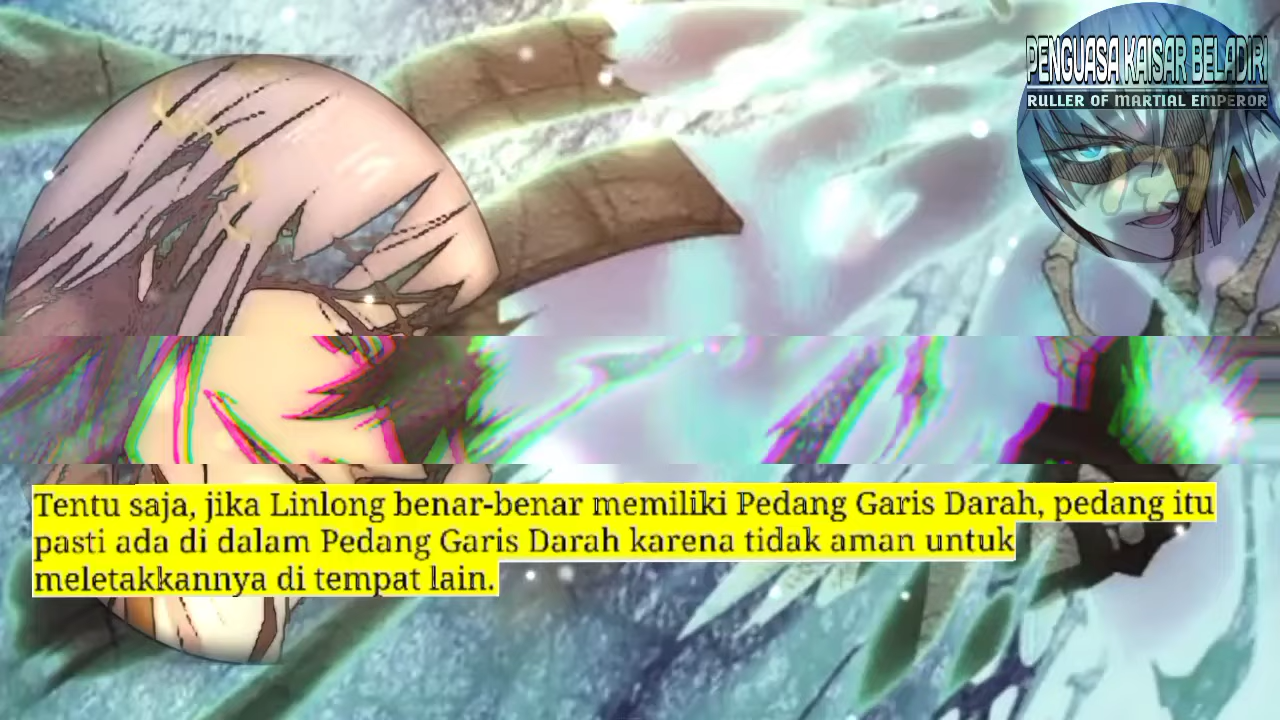 PENGUASA KAISAR BELADIRI
RULLER OF MARTIAL EMPEROR
Tentu saja, jika Linlong benar-benar memiliki Pedang Garis Darah, pedang itu
pasti ada di dalam Pedang Garis Darah karena tidak aman untuk
meletakkannya di tempat lain.